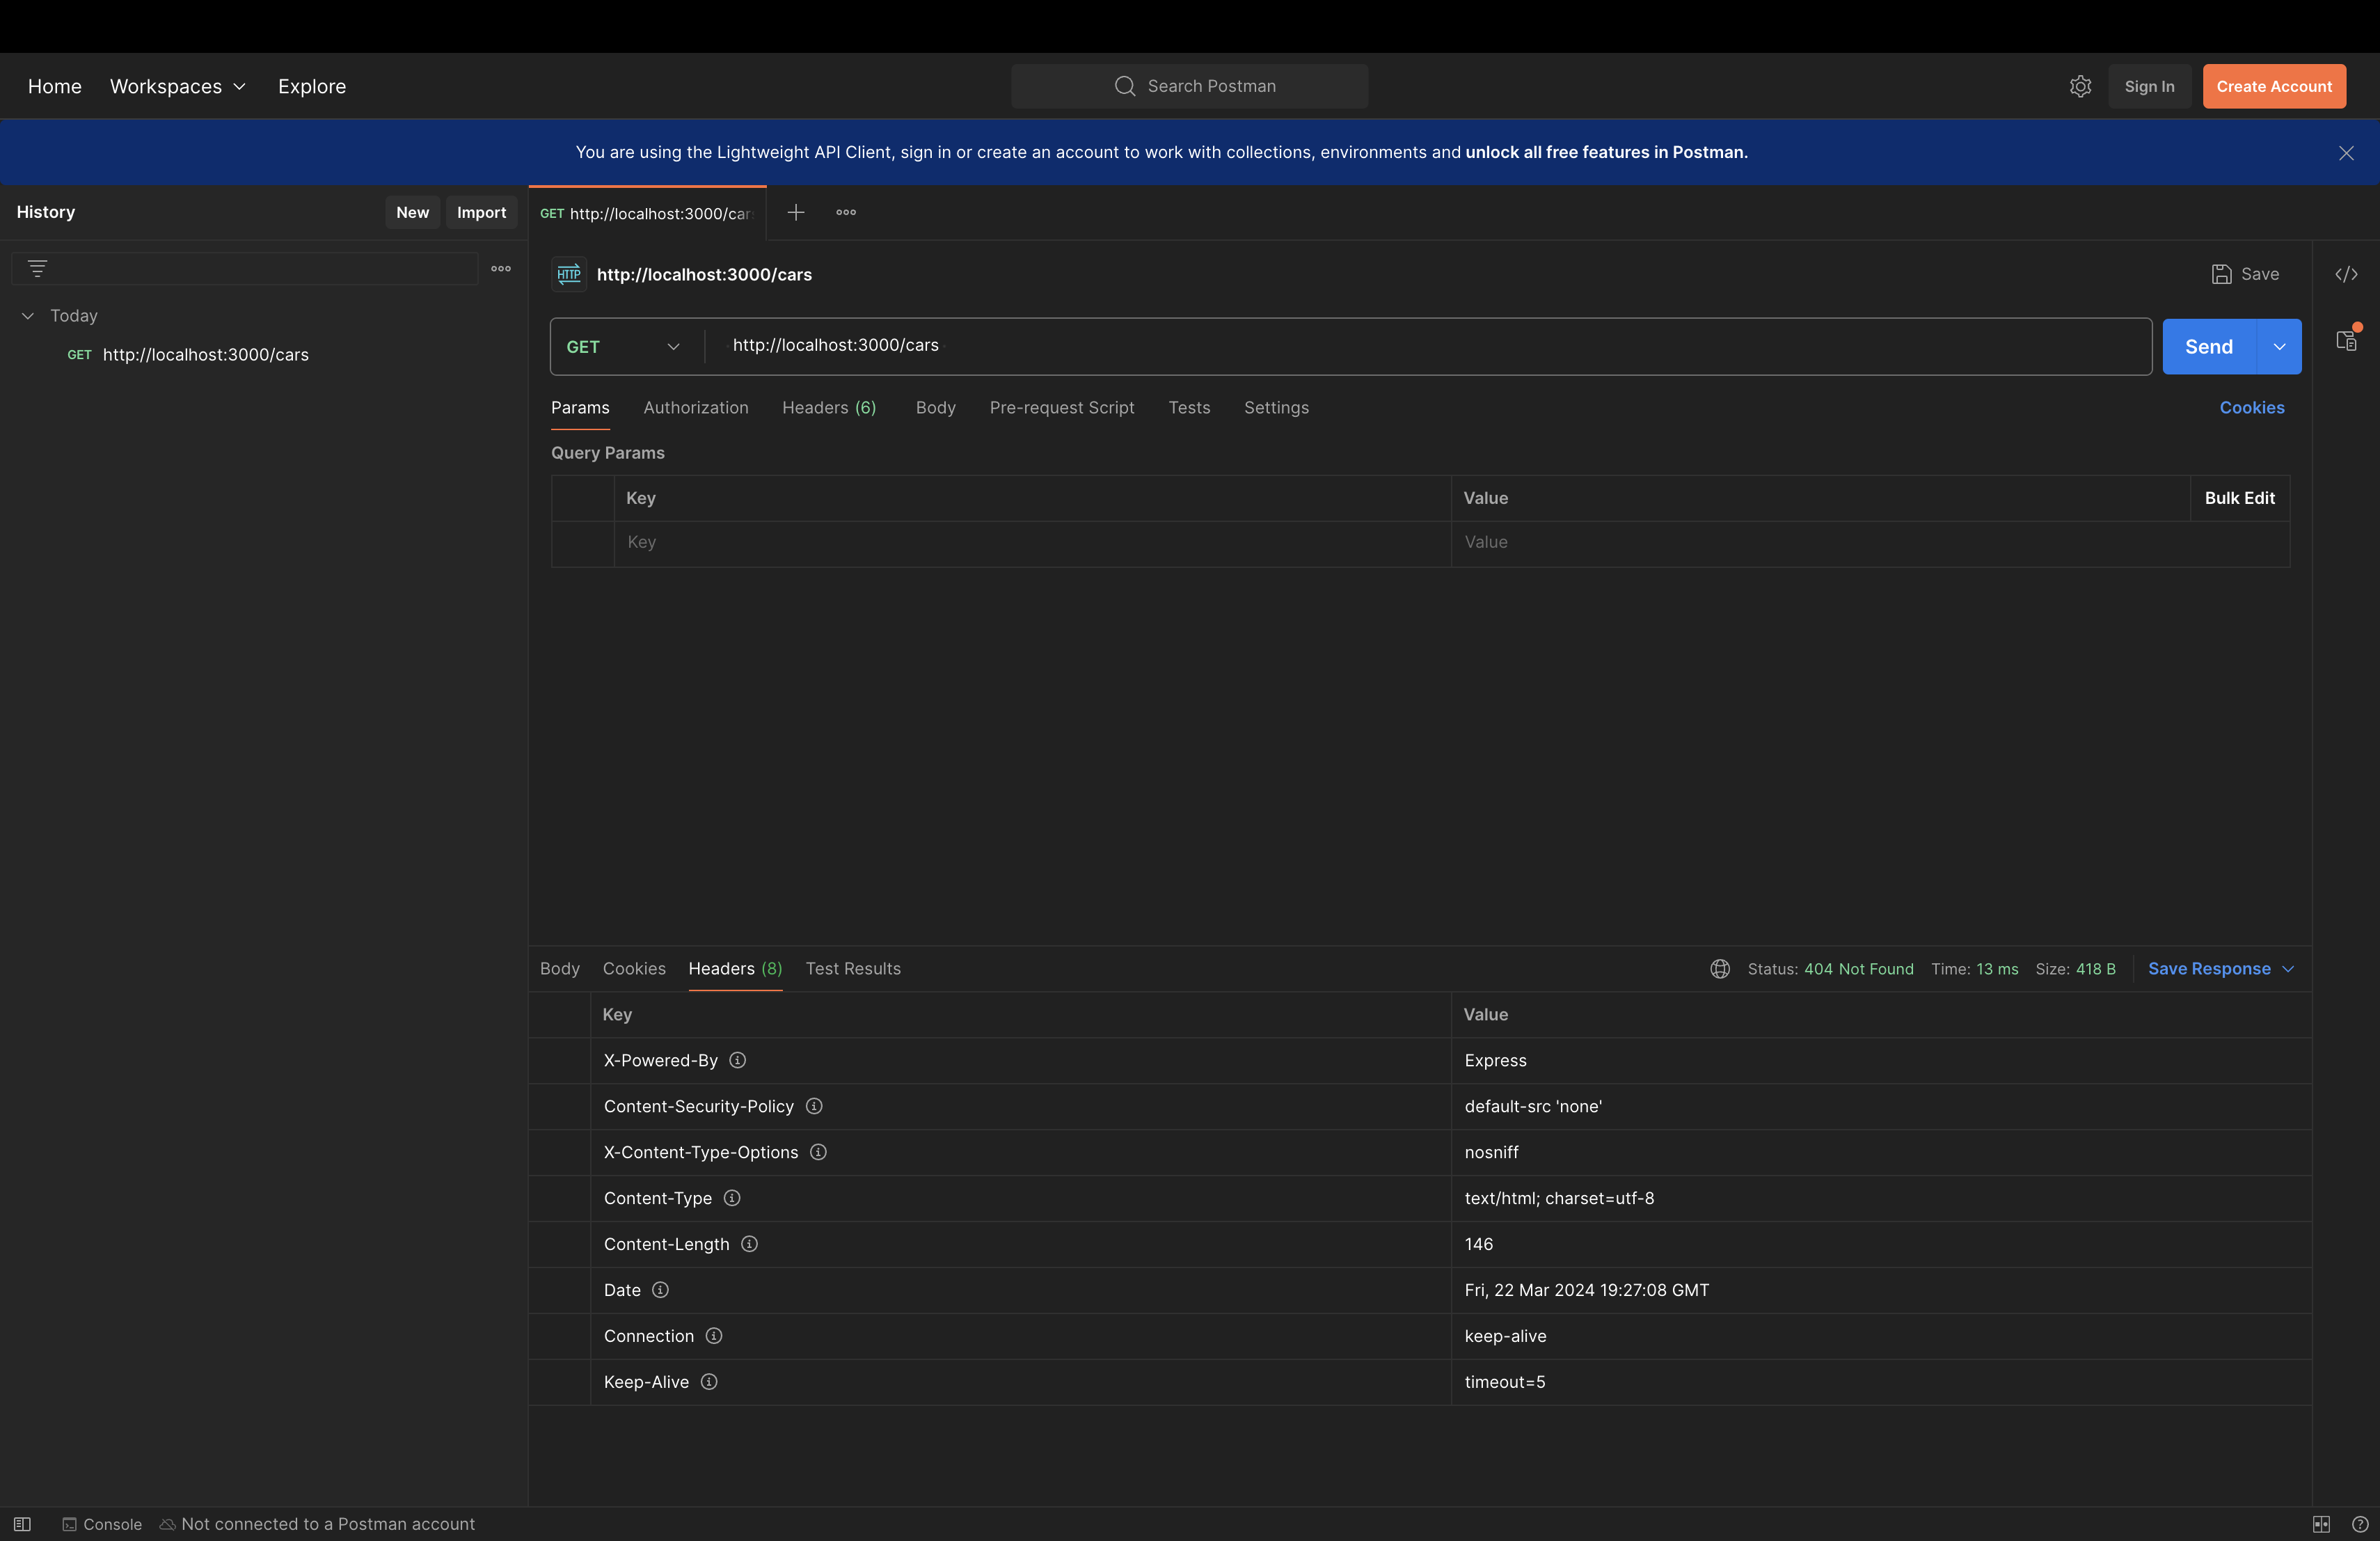 Home Workspaces Explore Search Postman Sign In Create Account
You are using the Lightweight API Client, sign in or create an account to work with collections, environments and unlock all free features in Postman.
History New Import GET http://localhost:3000/car
HTTP http://localhost:3000/cars Save
Today
GET http://localhost:3000/cars
GET http://localhost:3000/cars Send
Params Authorization Headers (6) Body Pre-request Script Tests Settings Cookies
Query Params
Key Value Bulk Edit
Key Value
Body Cookies Headers (8) Test Results Status: 404 Not Found Time: 13 ms Size: 418 B Save Response
Key Value
X-Powered-By Express
Content-Security-Policy default-src 'none'
X-Content-Type-Options nosniff
Content-Type text/html; charset=utf-8
Content-Length 146
Date Fri, 22 Mar 2024 19:27:08 GMT
Connection keep-alive
Keep-Alive timeout=5
Console Not connected to a Postman account